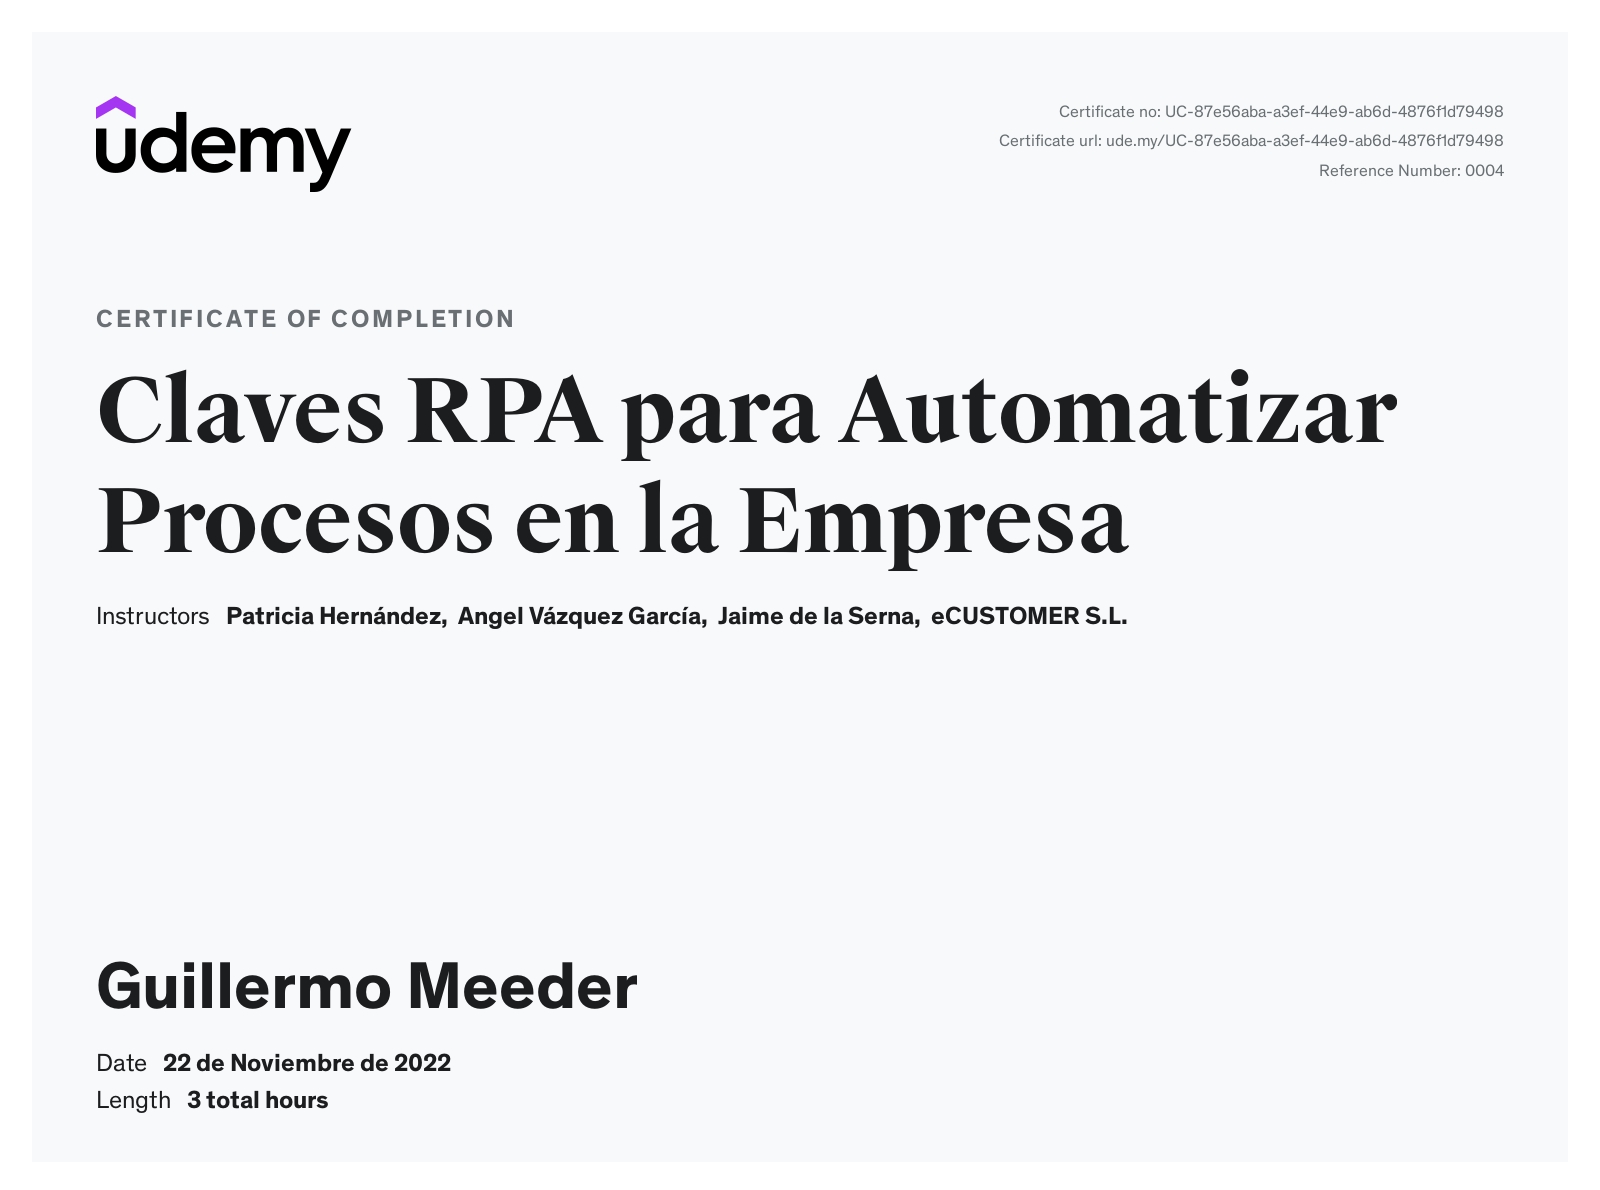 udemy
Certificate no: UC-87e56aba-a3ef-44e9-ab6d-4876f1d79498
Certificate url: ude.my/UC-87e56aba-a3ef-44e9-ab6d-4876f1d79498
Reference Number: 0004
CERTIFICATE OF COMPLETION
Claves RPA para Automatizar
Procesos en la Empresa
Instructors Patricia Hernández, Angel Vázquez García, Jaime de la Serna, eCUSTOMER S.L.
Guillermo Meeder
Date 22 de Noviembre de 2022
Length 3 total hours